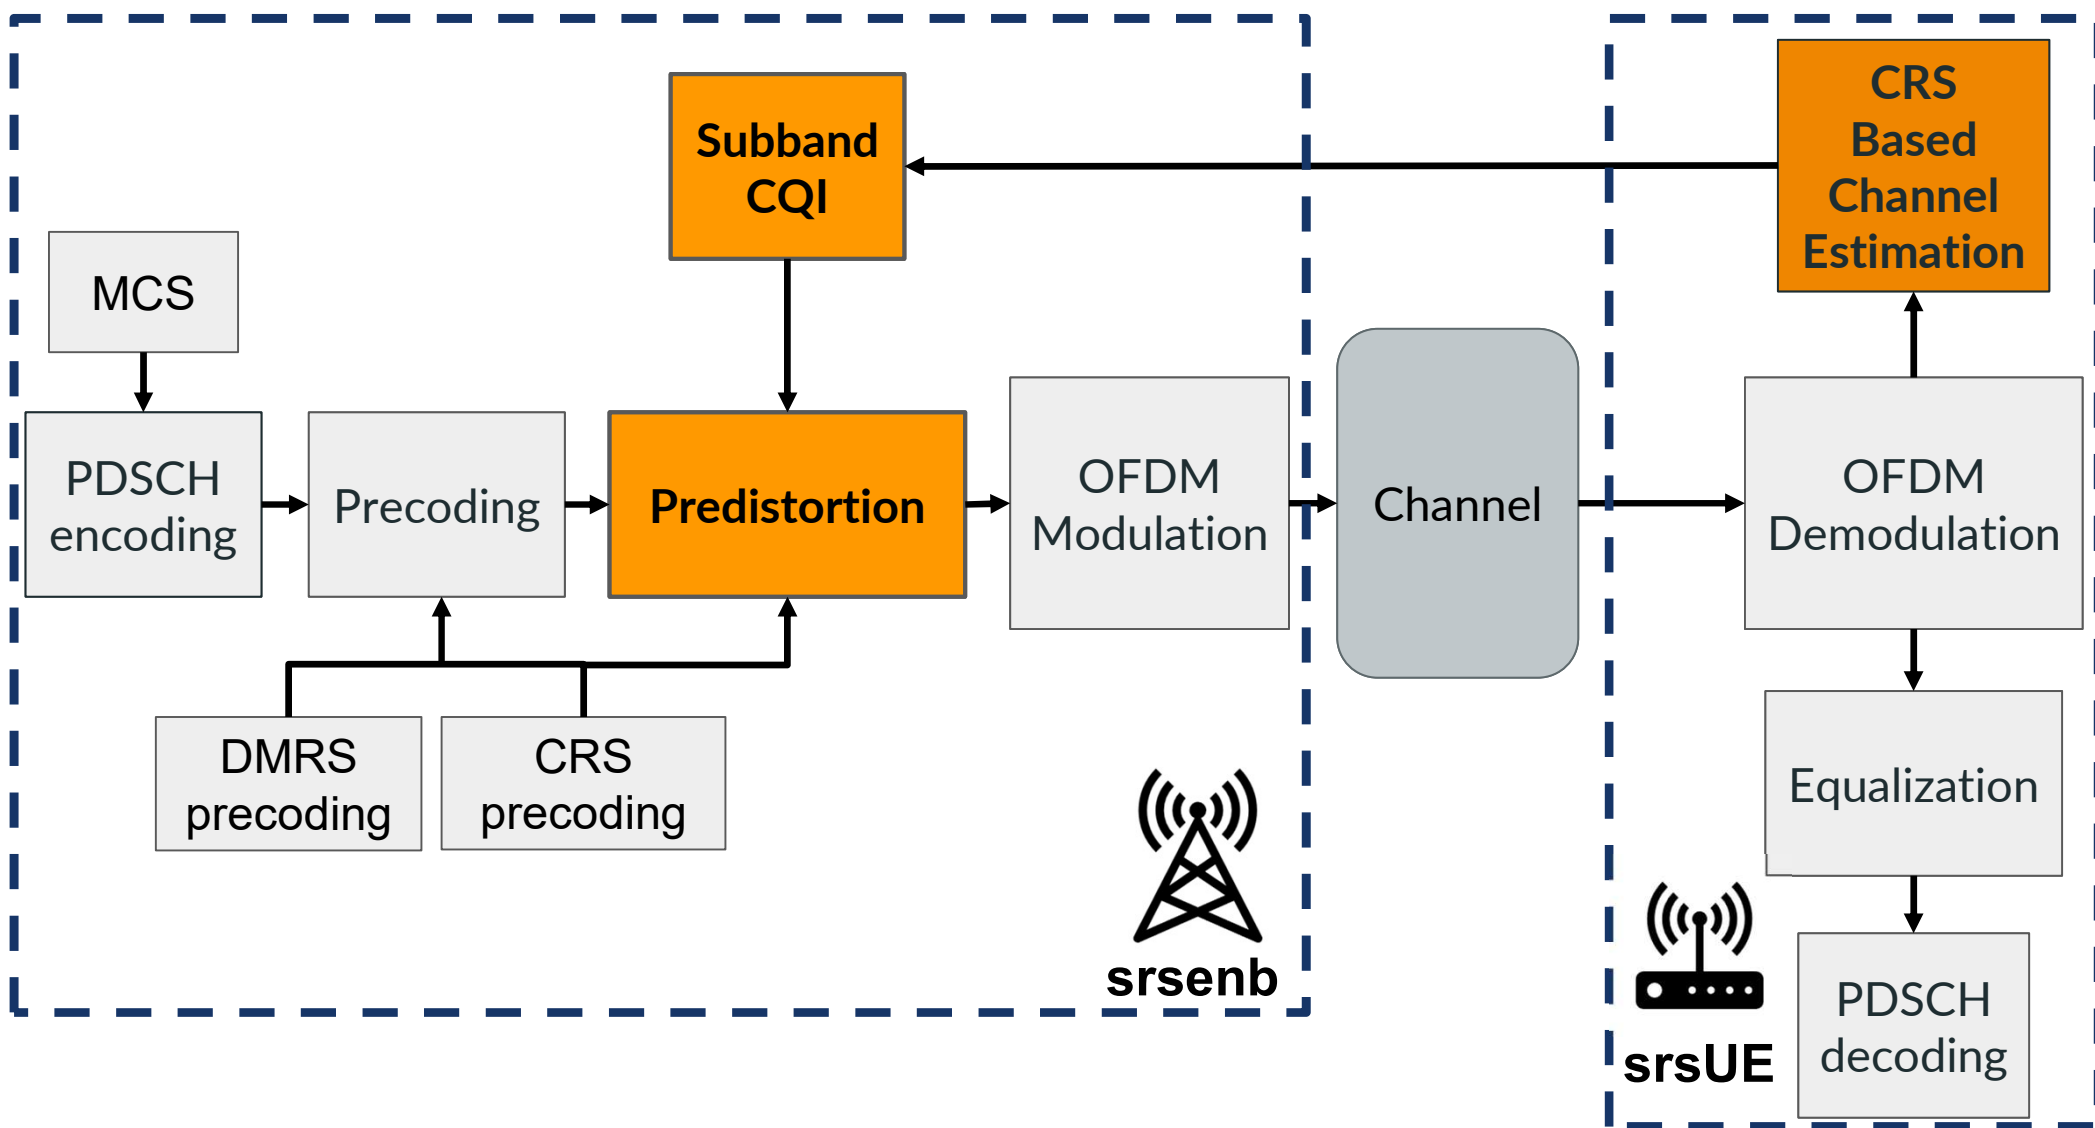 Subband
CQI
CRS
Based
Channel
Estimation
MCS
PDSCH
encoding
Precoding
Predistortion
OFDM
Modulation
Channel
OFDM
Demodulation
DMRS
precoding
CRS
precoding
Equalization
srsenb
srsUE
PDSCH
decoding